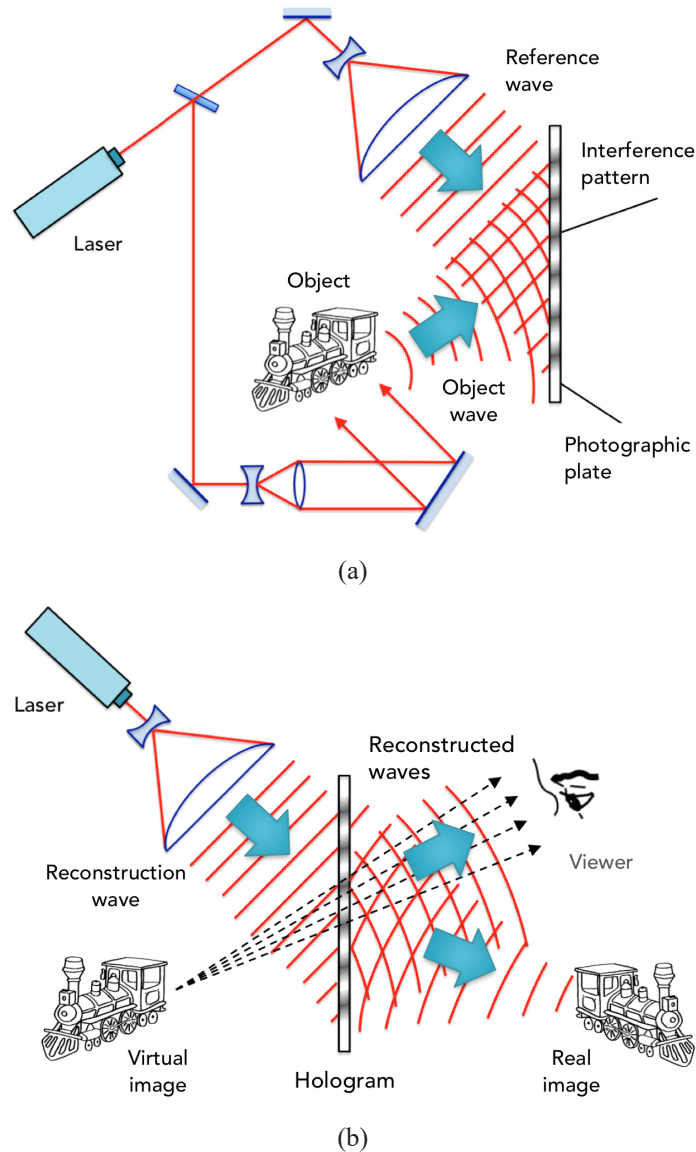 Reference
wave
Interference
pattern
Laser
Object
Object
wave
Photographic
plate
(a)
Laser
Reconstructed
waves
Viewer
Reconstruction
wave
Virtual
image
Hologram
Real
image
(b)